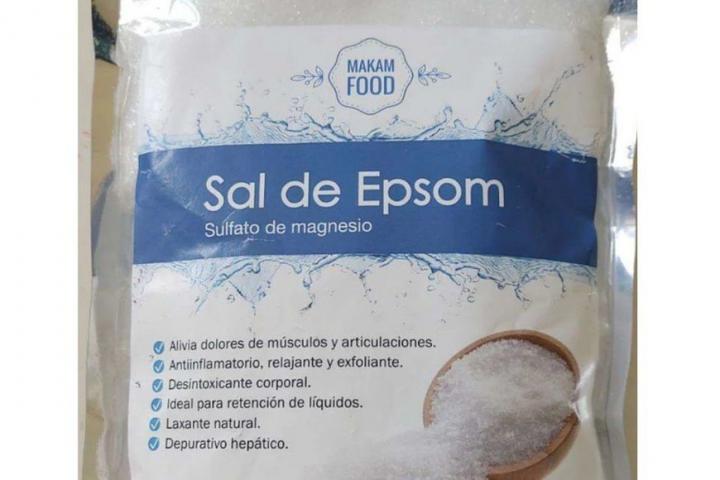 MAKAM
FOOD
Sal de Epsom
Sulfato de magnesio
Alivia dolores de músculos y articulaciones.
Antiinflamatorio, relajante y exfoliante.
Desintoxicante corporal.
Ideal para retención de líquidos.
Laxante natural.
Depurativo hepático.